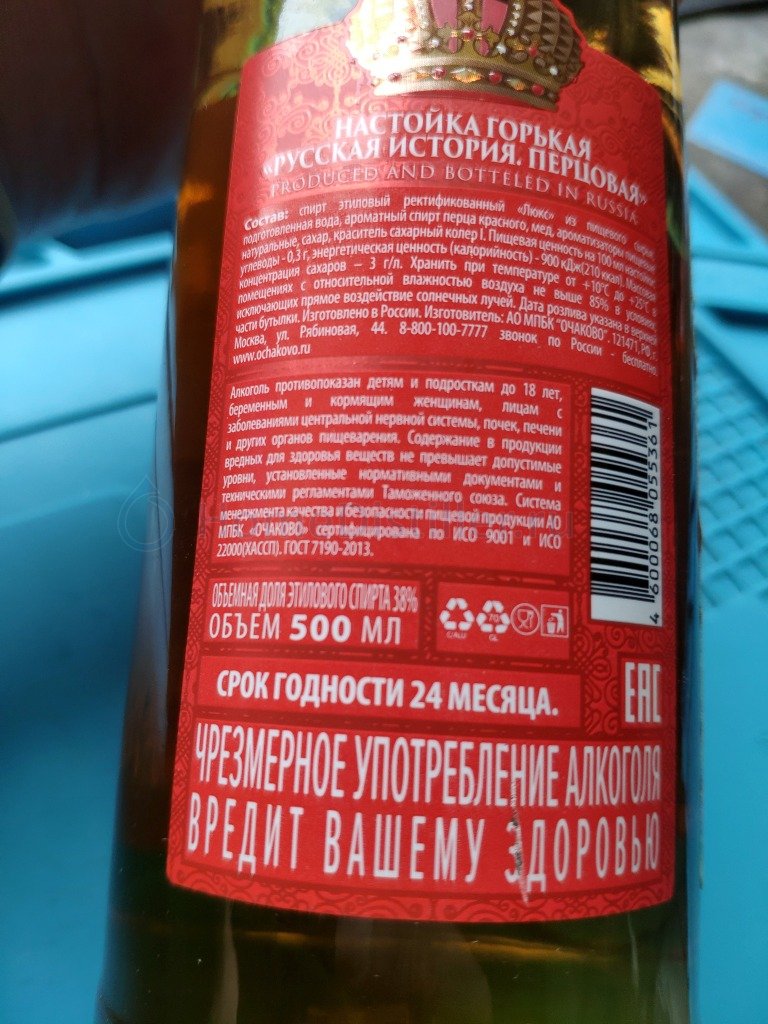 НАСТОЙКА ГОРЬКАЯ
«РУССКАЯ ИСТОРИЯ. ПЕРЦОВАЯ»
PRODUCED AND BOTTELED IN RUSSIA
Состав: спирт этиловый ректификованный «Люкс» из пищевого сырья,
подготовленная вода, ароматный спирт перца красного, мед, ароматизаторы пищевые
натуральные, сахар, краситель сахарный колер I. Пищевая ценность на 100 мл настойки:
углеводы - 0,3 г, энергетическая ценность (калорийность) - 900 кДж(210 ккал). Массовая
концентрация сахаров – 3 г/л. Хранить при температуре от +10°С до +25°С в
помещениях с относительной влажностью воздуха не выше 85% в условиях,
исключающих прямое воздействие солнечных лучей. Дата розлива указана в верхней
части бутылки. Изготовлено в России. Изготовитель: АО МПБК "ОЧАКОВО". 121471, РФ, г.
Москва, ул. Рябиновая, 44. 8-800-100-7777 звонок по России - бесплатно.
www.ochakovo.ru
Алкоголь противопоказан детям и подросткам до 18 лет,
беременным и кормящим женщинам, лицам с
заболеваниями центральной нервной системы, почек, печени
и других органов пищеварения. Содержание в продукции
вредных для здоровья веществ не превышает допустимые
уровни, установленные нормативными документами и
техническими регламентами Таможенного союза. Система
менеджмента качества и безопасности пищевой продукции АО
МПБК «ОЧАКОВО» сертифицирована по ИСО 9001 и ИСО
22000(ХАССП). ГОСТ 7190-2013.
4 600068 055361
ОБЪЕМНАЯ ДОЛЯ ЭТИЛОВОГО СПИРТА 38%
ОБЪЕМ 500 МЛ
C/ALUF
70
GL
СРОК ГОДНОСТИ 24 МЕСЯЦА.
EAC
ЧРЕЗМЕРНОЕ УПОТРЕБЛЕНИЕ АЛКОГОЛЯ
ВРЕДИТ ВАШЕМУ ЗДОРОВЬЮ